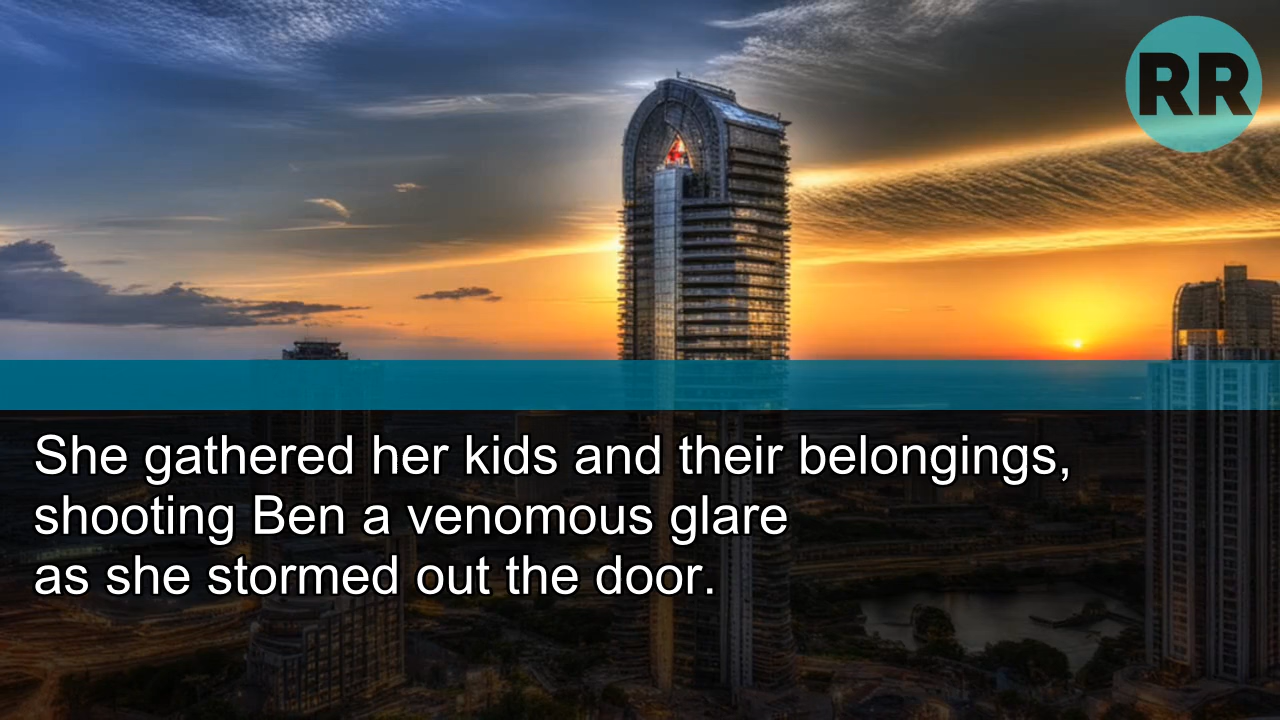 RR
She gathered her kids and their belongings,
shooting Ben a venomous glare
as she stormed out the door.